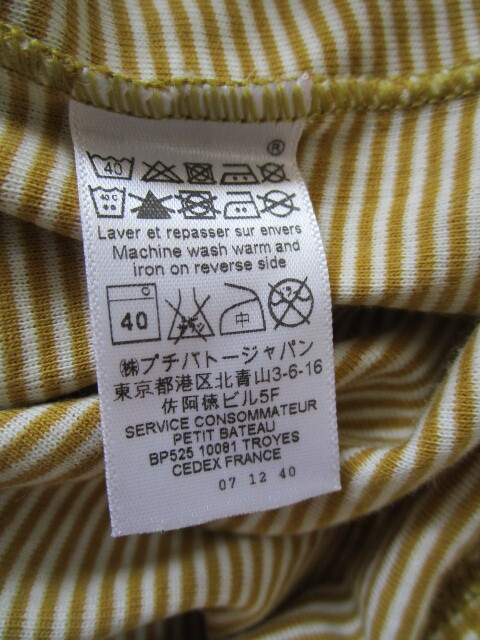 ®
40
40°C
Laver et repasser sur envers
Machine wash warm and
iron on reverse side
40 中
㈱プチバトージャパン
東京都港区北青山3-6-16
佐阿徳ビル5F
SERVICE CONSOMMATEUR
PETIT BATEAU
BP525 10081 TROYES
CEDEX FRANCE
07 12 40